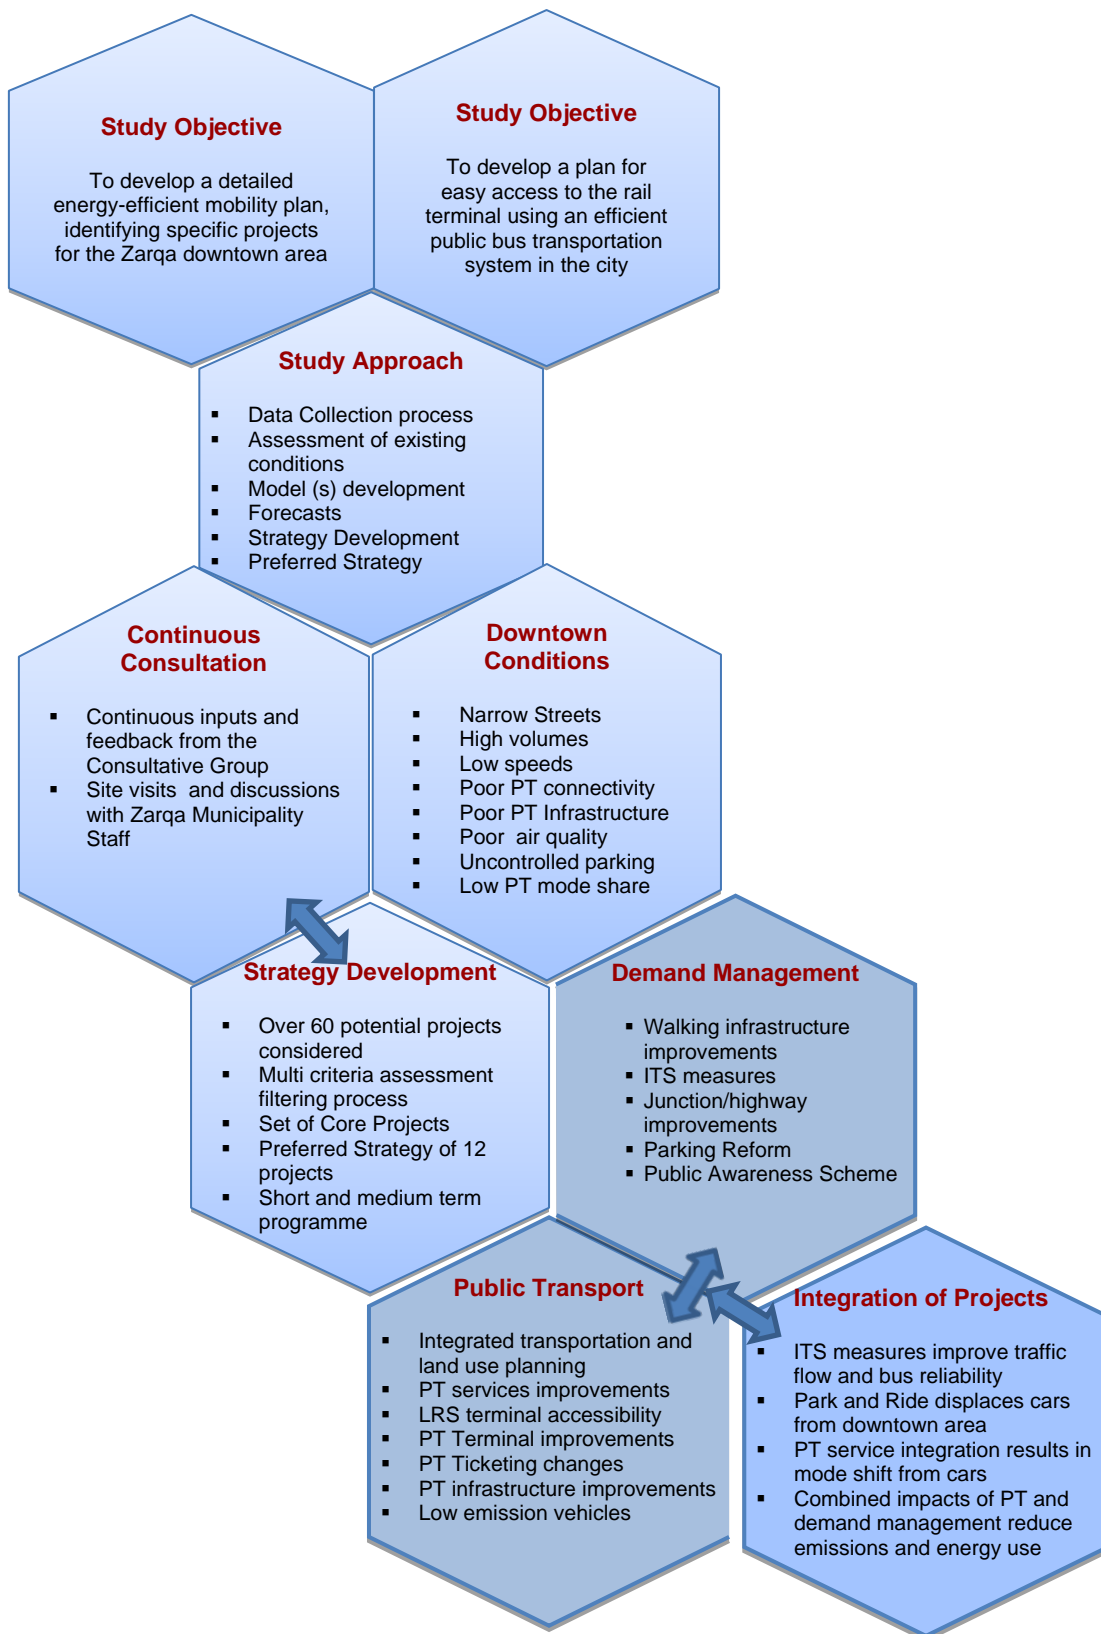 Study Objective
To develop a detailed
energy-efficient mobility plan,
identifying specific projects
for the Zarqa downtown area
Study Objective
To develop a plan for
easy access to the rail
terminal using an efficient
public bus transportation
system in the city
Study Approach
▪ Data Collection process
▪ Assessment of existing
conditions
▪ Model (s) development
▪ Forecasts
▪ Strategy Development
▪ Preferred Strategy
Continuous
Consultation
▪ Continuous inputs and
feedback from the
Consultative Group
▪ Site visits and discussions
with Zarqa Municipality
Staff
Downtown
Conditions
▪ Narrow Streets
▪ High volumes
▪ Low speeds
▪ Poor PT connectivity
▪ Poor PT Infrastructure
▪ Poor air quality
▪ Uncontrolled parking
▪ Low PT mode share
Strategy Development
▪ Over 60 potential projects
considered
▪ Multi criteria assessment
filtering process
▪ Set of Core Projects
▪ Preferred Strategy of 12
projects
▪ Short and medium term
programme
Demand Management
▪ Walking infrastructure
improvements
▪ ITS measures
▪ Junction/highway
improvements
▪ Parking Reform
▪ Public Awareness Scheme
Public Transport
▪ Integrated transportation and
land use planning
▪ PT services improvements
▪ LRS terminal accessibility
▪ PT Terminal improvements
▪ PT Ticketing changes
▪ PT infrastructure improvements
▪ Low emission vehicles
Integration of Projects
▪ ITS measures improve traffic
flow and bus reliability
▪ Park and Ride displaces cars
from downtown area
▪ PT service integration results in
mode shift from cars
▪ Combined impacts of PT and
demand management reduce
emissions and energy use